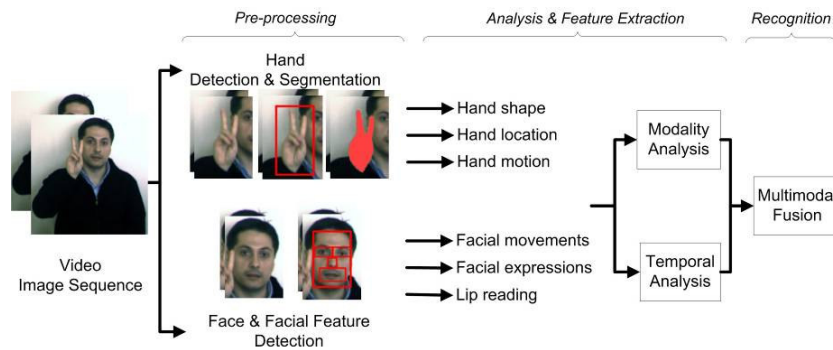 Pre-processing
Analysis & Feature Extraction
Recognition
Hand
Detection & Segmentation
Hand shape
Hand location
Hand motion
Modality
Analysis
Multimodal
Fusion
Video
Image Sequence
Facial movements
Facial expressions
Lip reading
Temporal
Analysis
Face & Facial Feature
Detection